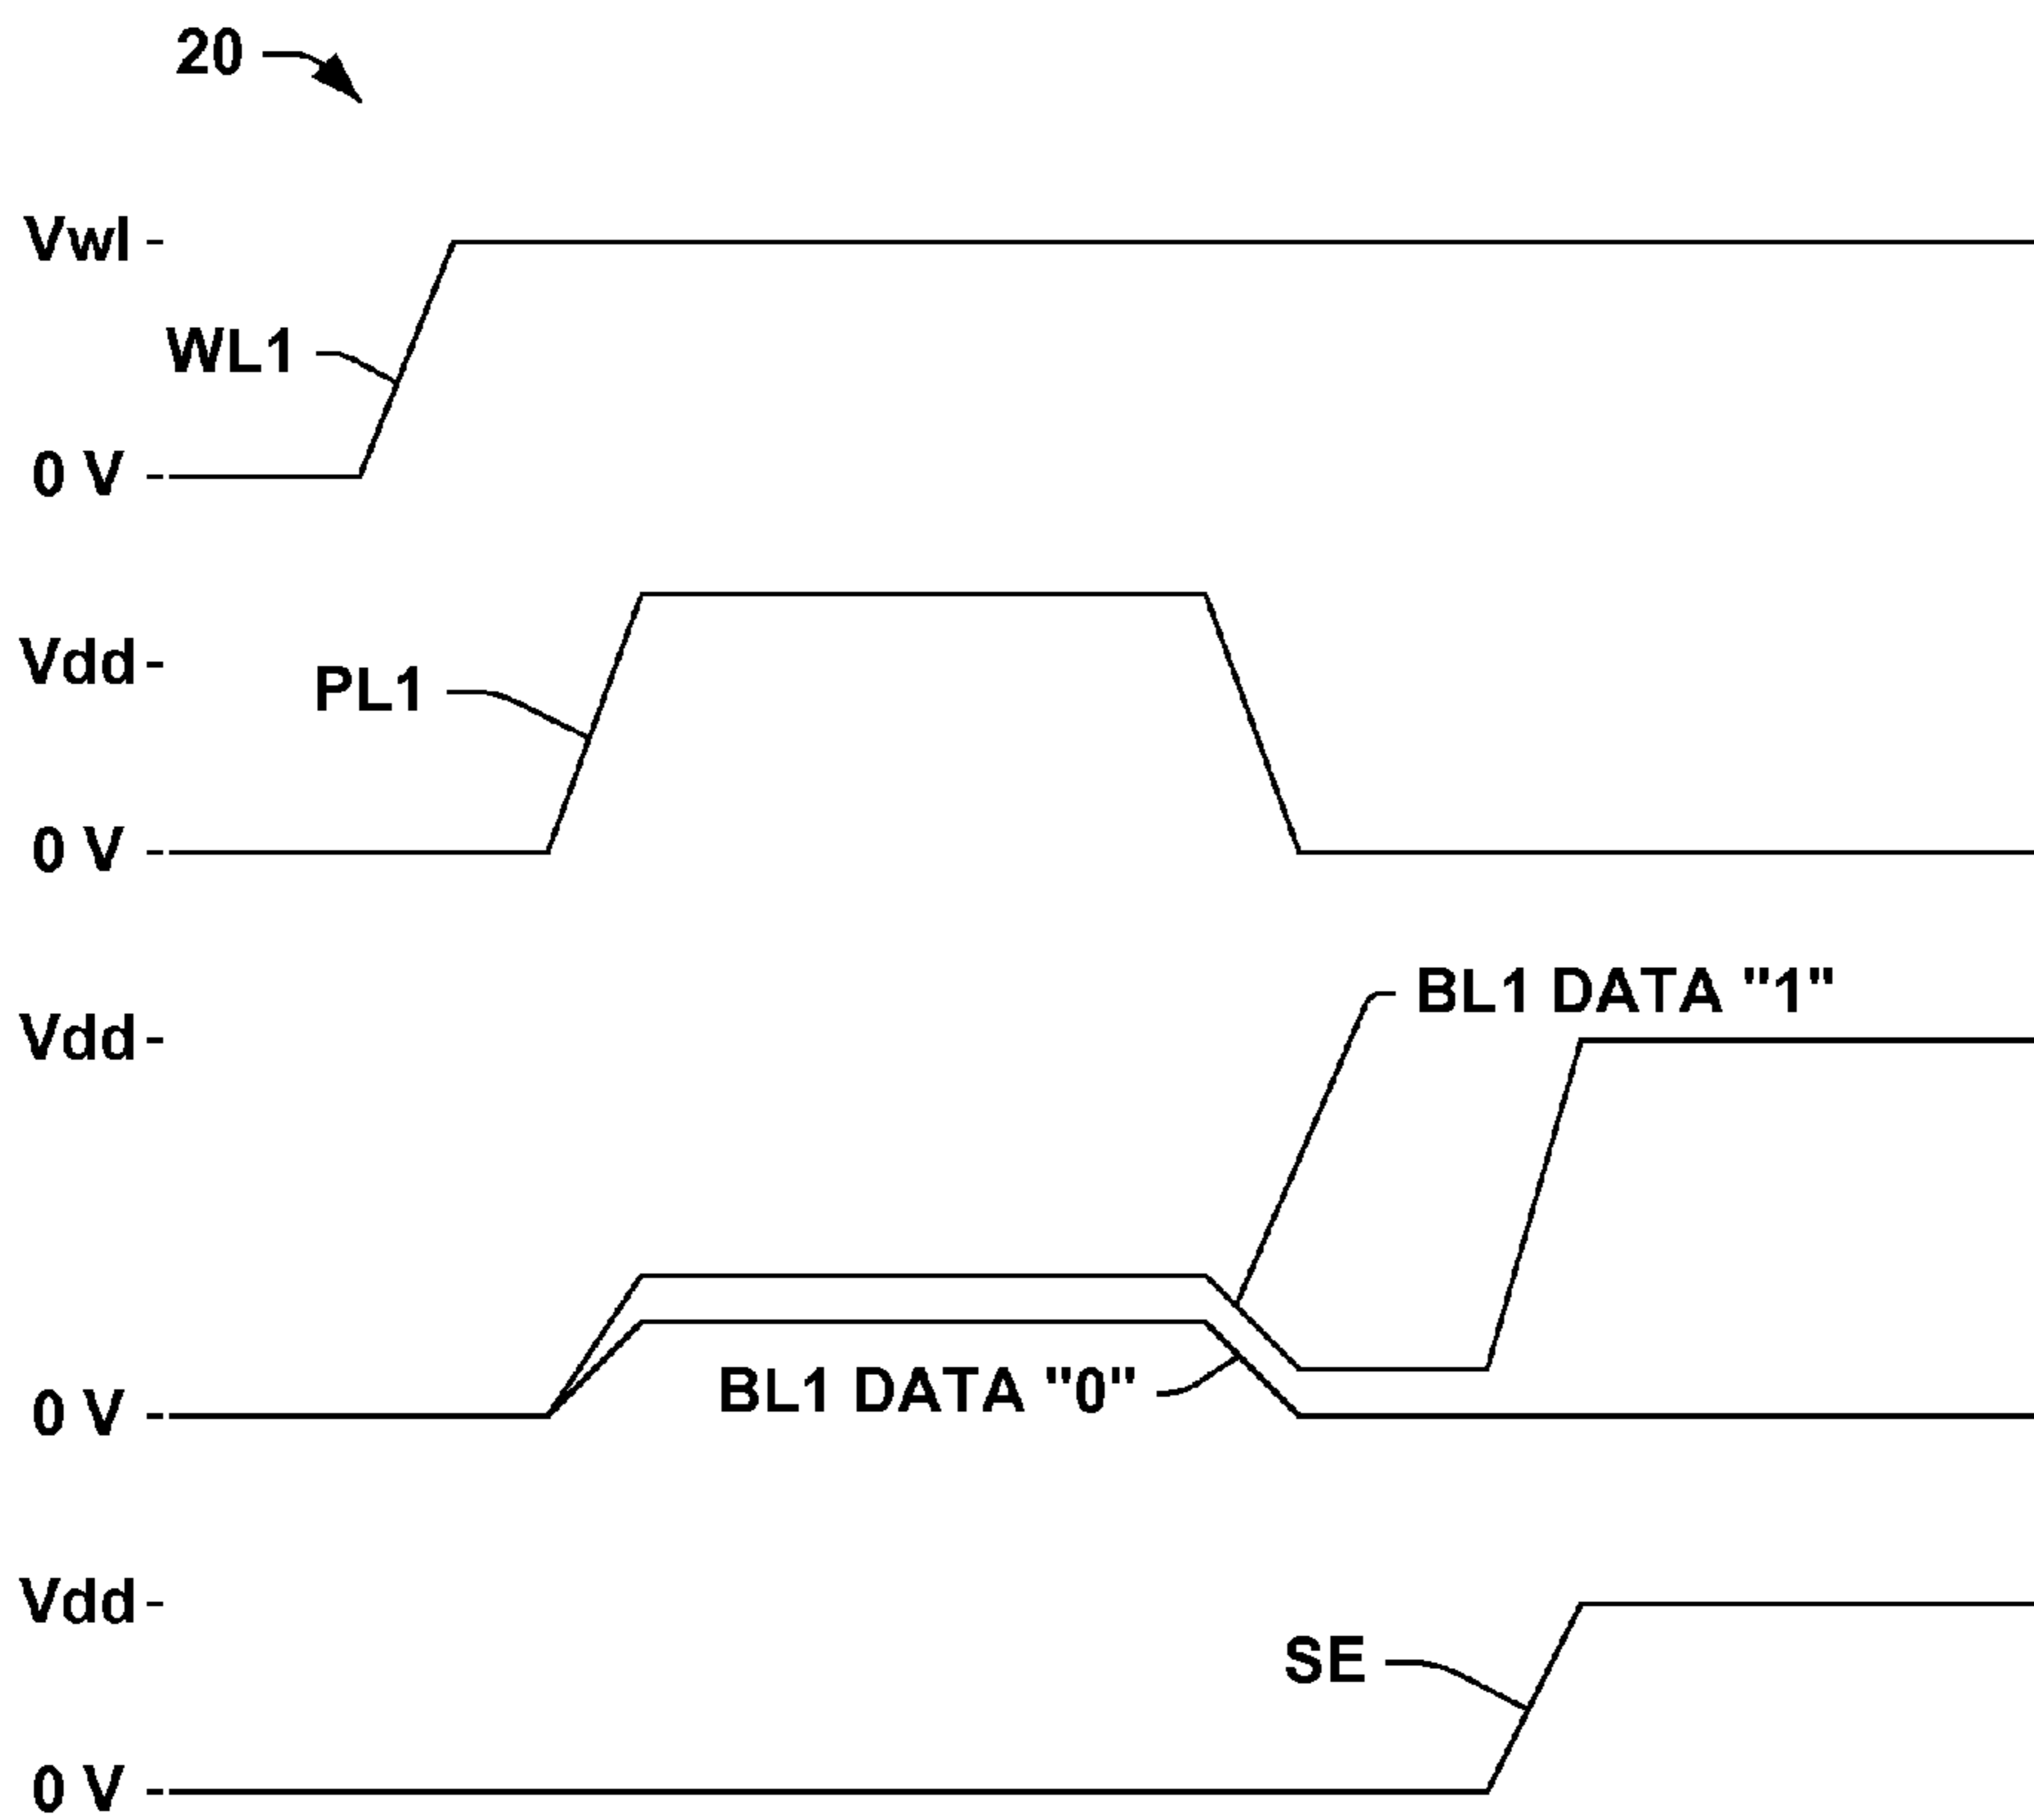 20
Vwl
WL1
0 V
Vdd
PL1
0 V
BL1 DATA "1"
Vdd
BL1 DATA "0"
0 V
Vdd
SE
0 V